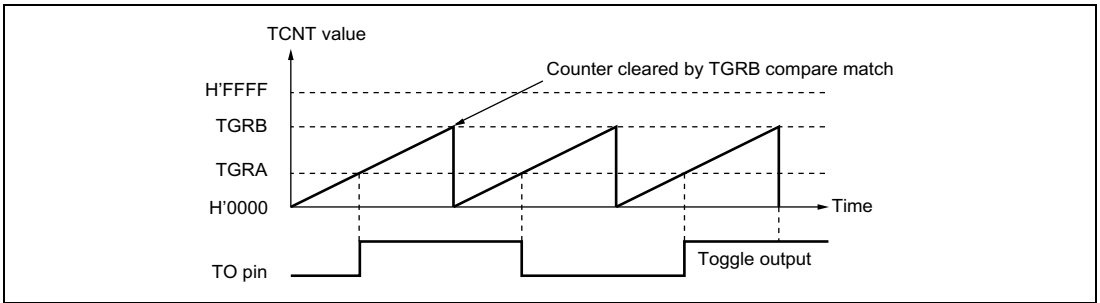 TCNT value
Counter cleared by TGRB compare match
H'FFFF
TGRB
TGRA
H'0000
Time
TO pin
Toggle output